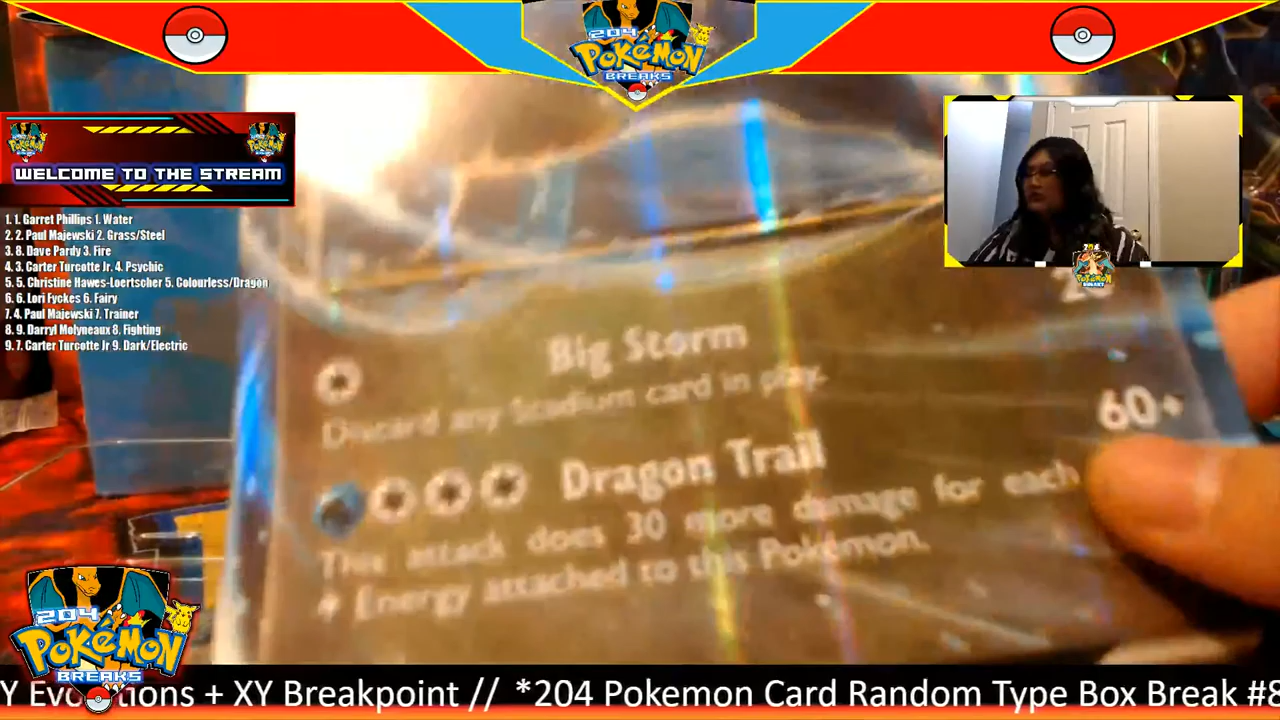 204
POKéMON
BREAKS
WELCOME TO THE STREAM
1. 1. Garret Phillips 1. Water
2. 2. Paul Majewski 2. Grass/Steel
3. 8. Dave Pardy 3. Fire
4. 3. Carter Turcotte Jr. 4. Psychic
5. 5. Christine Hawes-Loertscher 5. Colourless/Dragon
6. 6. Lori Fyckes 6. Fairy
7. 4. Paul Majewski 7. Trainer
8. 9. Darryl Molyneaux 8. Fighting
9. 7. Carter Turcotte Jr 9. Dark/Electric
Big Storm
Discard any Stadium card in play.
Dragon Trail 60+
This attack does 30 more damage for each
Energy attached to this Pokémon.
204
POKéMON
BREAKS
Y Evolutions + XY Breakpoint // *204 Pokemon Card Random Type Box Break #8